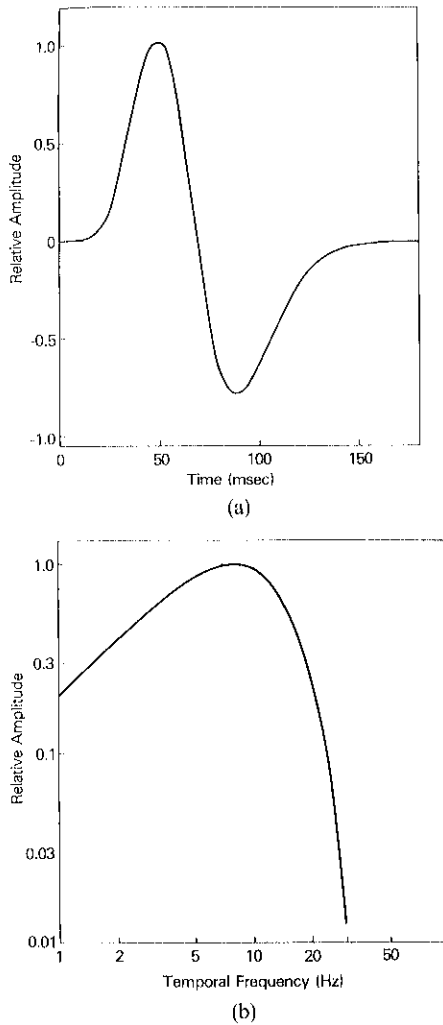 1.0
0.5
0
-0.5
-1.0
Relative Amplitude
0 50 100 150
Time (msec)
(a)
1.0
0.3
0.1
0.03
0.01
Relative Amplitude
1 2 5 10 20 50
Temporal Frequency (Hz)
(b)